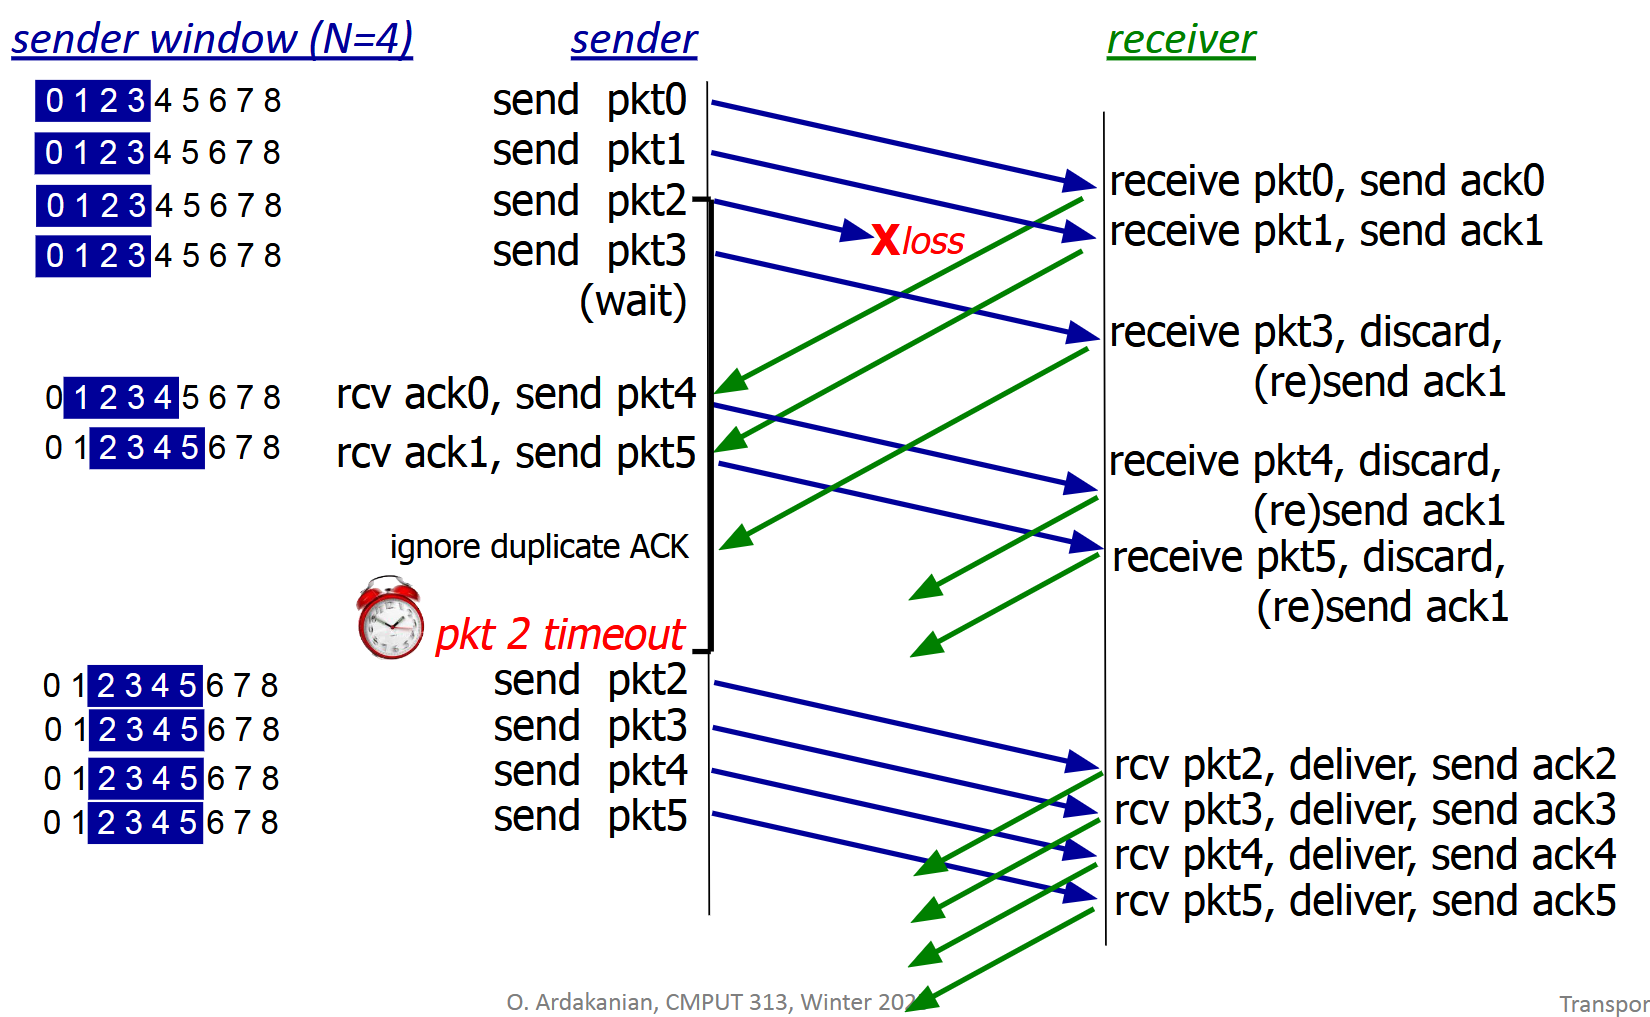 sender window (N=4) sender receiver
0 1 2 3 4 5 6 7 8 send pkt0
0 1 2 3 4 5 6 7 8 send pkt1
receive pkt0, send ack0
0 1 2 3 4 5 6 7 8 send pkt2
receive pkt1, send ack1
X loss
0 1 2 3 4 5 6 7 8 send pkt3
(wait)
receive pkt3, discard,
(re)send ack1
0 1 2 3 4 5 6 7 8 rcv ack0, send pkt4
0 1 2 3 4 5 6 7 8 rcv ack1, send pkt5
receive pkt4, discard,
(re)send ack1
ignore duplicate ACK
receive pkt5, discard,
(re)send ack1
pkt 2 timeout
0 1 2 3 4 5 6 7 8 send pkt2
0 1 2 3 4 5 6 7 8 send pkt3
0 1 2 3 4 5 6 7 8 send pkt4
0 1 2 3 4 5 6 7 8 send pkt5
rcv pkt2, deliver, send ack2
rcv pkt3, deliver, send ack3
rcv pkt4, deliver, send ack4
rcv pkt5, deliver, send ack5
O. Ardakanian, CMPUT 313, Winter